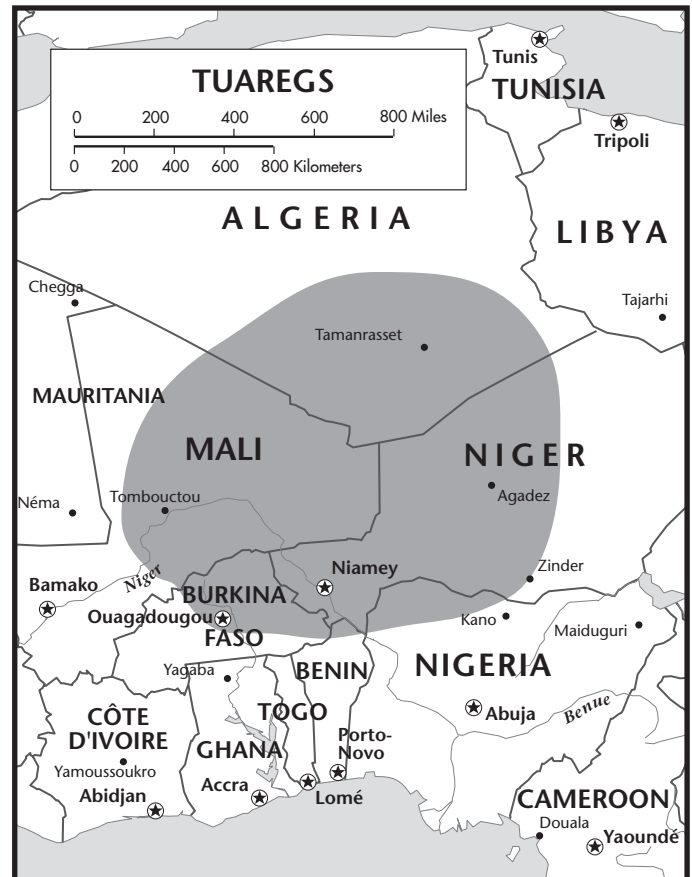 Tunis
TUNISIA
TUAREGS
0 200 400 600 800 Miles
0 200 400 600 800 Kilometers
Tripoli
ALGERIA
LIBYA
Chegga
Tajarhi
Tamanrasset
MAURITANIA
MALI
NIGER
Agadez
Néma
Tombouctou
Niger
Niamey
Zinder
Bamako
BURKINA
FASO
Ouagadougou
Kano
Maiduguri
Yagaba
BENIN
NIGERIA
CÔTE
D'IVOIRE
TOGO
Abuja
Benue
GHANA
Porto-
Novo
Yamoussoukro
Abidjan
Accra
Lomé
CAMEROON
Douala
Yaoundé